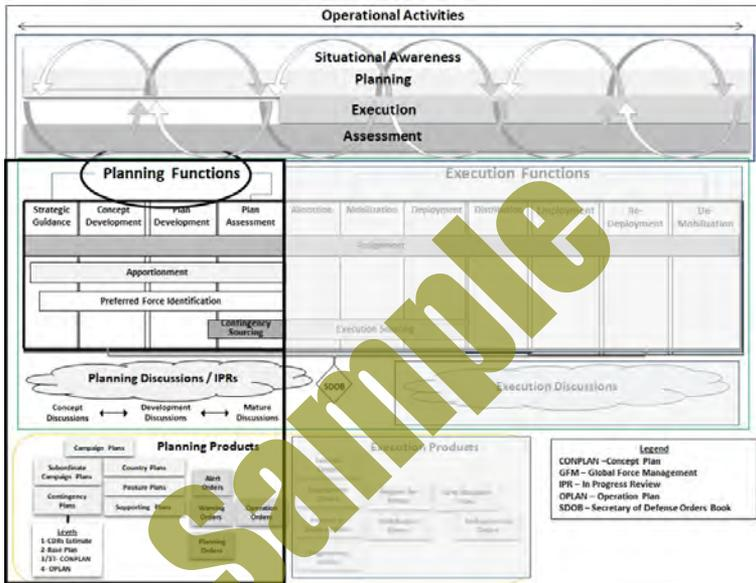 Operational Activities
Situational Awareness
Planning
Execution
Assessment
Planning Functions
Execution Functions
Strategic Guidance
Concept Development
Plan Development
Plan Assessment
Allocation
Mobilization
Deployment
Distribution
Employment
Re-Deployment
De-Mobilization
Assignment
Apportionment
Preferred Force Identification
Contingency Sourcing
Execution Sourcing
Planning Discussions / IPRs
SDOB
Execution Discussions
Concept Discussions
Development Discussions
Mature Discussions
Planning Products
Campaign Plans
Subordinate Campaign Plans
Country Plans
Contingency Plans
Posture Plans
Supporting Plans
Alert Orders
Warning Orders
Operation Orders
Planning Orders
Levels
1-CDRs Estimate
2-Base Plan
3/3T- CONPLAN
4- OPLAN
Execution Products
Legend
CONPLAN –Concept Plan
GFM – Global Force Management
IPR – In Progress Review
OPLAN – Operation Plan
SDOB – Secretary of Defense Orders Book
Sample